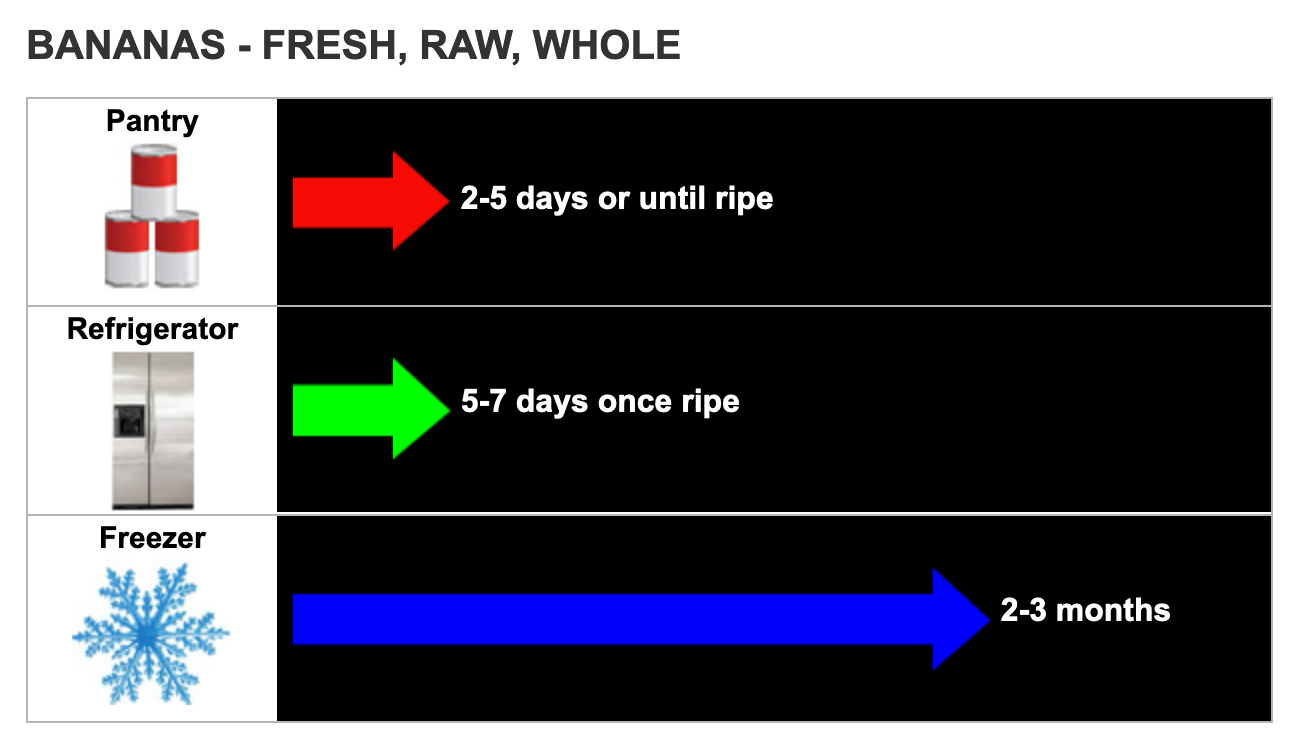 BANANAS - FRESH, RAW, WHOLE
Pantry
2-5 days or until ripe
Refrigerator
5-7 days once ripe
Freezer
2-3 months